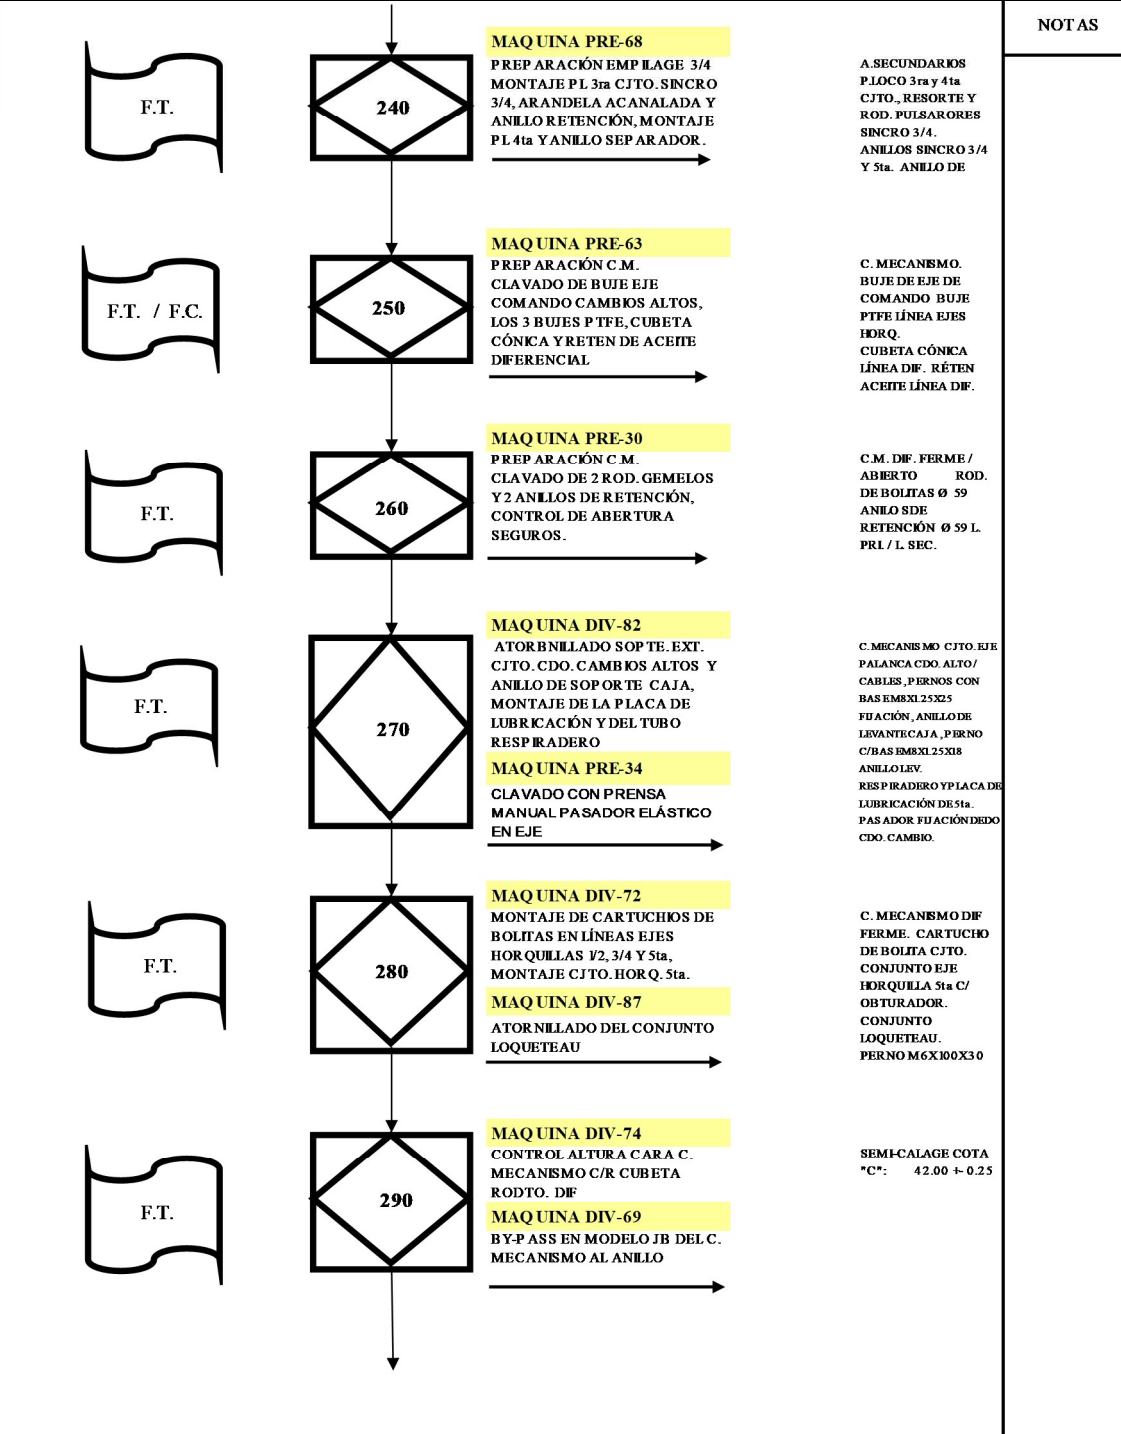 NOTAS
F.T.
240
MAQUINA PRE-68
PREPARACIÓN EMPILAGE 3/4
MONTAJE PL 3ra CJTO. SINCRO
3/4, ARANDELA ACANALADA Y
ANILLO RETENCIÓN, MONTAJE
PL 4ta Y ANILLO SEPARADOR.
A.SECUNDARIOS
P.LOCO 3ra y 4ta
CJTO., RESORTE Y
ROD. PULSARORES
SINCRO 3/4.
ANILLOS SINCRO 3/4
Y 5ta. ANILLO DE
F.T. / F.C.
250
MAQUINA PRE-63
PREPARACIÓN C.M.
CLAVADO DE BUJE EJE
COMANDO CAMBIOS ALTOS,
LOS 3 BUJES PTFE, CUBETA
CÓNICA Y RETEN DE ACEITE
DIFERENCIAL
C. MECANISMO.
BUJE DE EJE DE
COMANDO BUJE
PTFE LÍNEA EJES
HORQ.
CUBETA CÓNICA
LÍNEA DIF. RÉTEN
ACEITE LÍNEA DIF.
F.T.
260
MAQUINA PRE-30
PREPARACIÓN C.M.
CLAVADO DE 2 ROD. GEMELOS
Y 2 ANILLOS DE RETENCIÓN,
CONTROL DE ABERTURA
SEGUROS.
C.M. DIF. FERME /
ABIERTO ROD.
DE BOLITAS Ø 59
ANILO SDE
RETENCIÓN Ø 59 L.
PRI. / L. SEC.
F.T.
270
MAQUINA DIV-82
ATORBNILLADO SOPTE. EXT.
CJTO. CDO. CAMBIOS ALTOS Y
ANILLO DE SOPORTE CAJA,
MONTAJE DE LA PLACA DE
LUBRICACIÓN Y DEL TUBO
RESPIRADERO
MAQUINA PRE-34
CLAVADO CON PRENSA
MANUAL PASADOR ELÁSTICO
EN EJE
C. MECANISMO CJTO. EJE
PALANCA CDO. ALTO /
CABLES, PERNOS CON
BASEM8X1.25X25
FIJACIÓN, ANILLO DE
LEVANTE CAJA, PERNO
C/BASEM8X1.25X18
ANILLO LEV.
RESPIRADERO Y PLACA DE
LUBRICACIÓN DE 5ta.
PASADOR FIJACIÓN DEDO
CDO. CAMBIO.
F.T.
280
MAQUINA DIV-72
MONTAJE DE CARTUCHIOS DE
BOLITAS EN LÍNEAS EJES
HORQUILLAS 1/2, 3/4 Y 5ta,
MONTAJE CJTO. HORQ. 5ta.
MAQUINA DIV-87
ATORNILLADO DEL CONJUNTO
LOQUETEAU
C. MECANISMO DIF
FERME. CARTUCHO
DE BOLITA CJTO.
CONJUNTO EJE
HORQUILLA 5ta C/
OBTURADOR.
CONJUNTO
LOQUETEAU.
PERNO M6X100X30
F.T.
290
MAQUINA DIV-74
CONTROL ALTURA CARA C.
MECANISMO C/R CUBETA
RODTO. DIF
MAQUINA DIV-69
BY-PASS EN MODELO JB DEL C.
MECANISMO AL ANILLO
SEMI-CALAGE COTA
"C": 42.00 +- 0.25